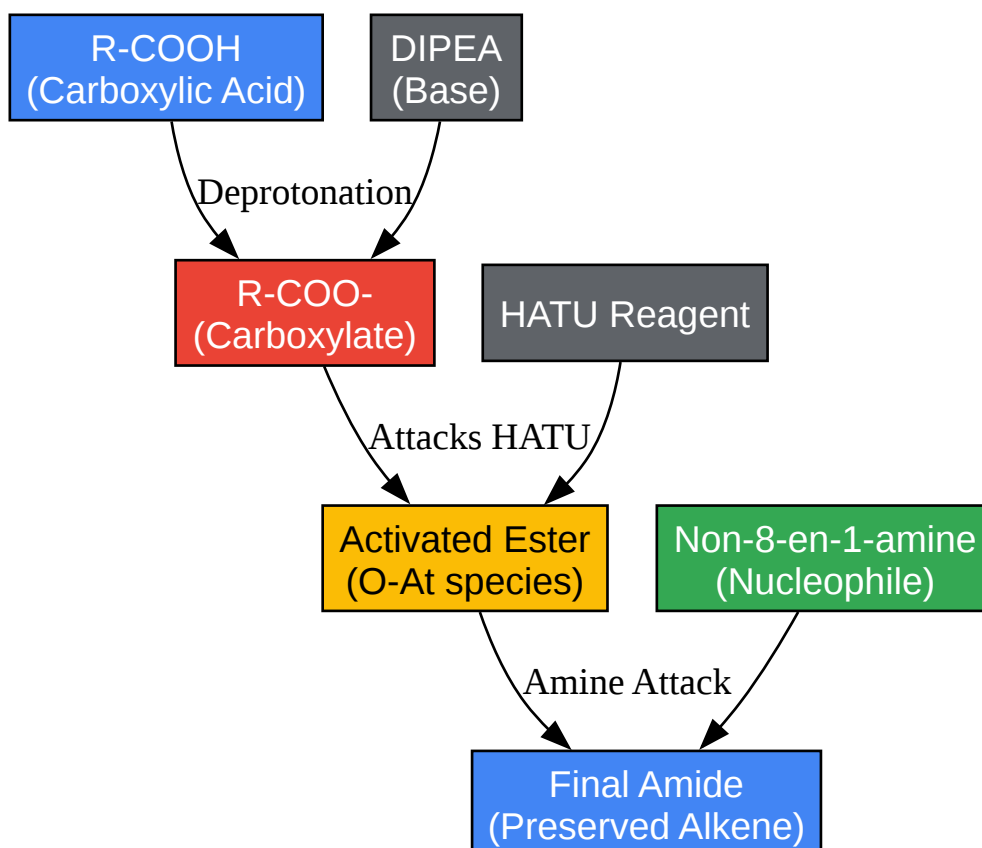 R-COOH
(Carboxylic Acid)
DIPEA
(Base)
Deprotonation
R-COO-
(Carboxylate)
HATU Reagent
Attacks HATU
Activated Ester
(O-At species)
Non-8-en-1-amine
(Nucleophile)
Amine Attack
Final Amide
(Preserved Alkene)